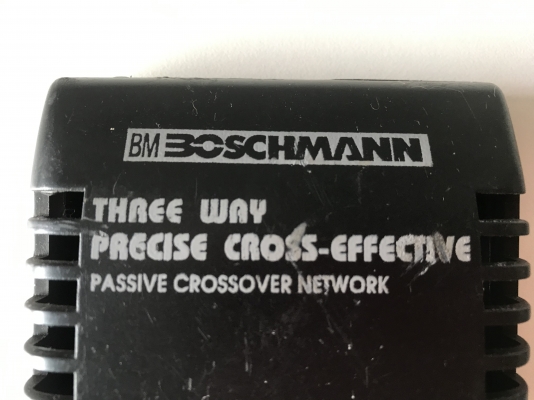 BM BOSCHMANN
THREE WAY
PRECISE CROSS-EFFECTIVE
PASSIVE CROSSOVER NETWORK